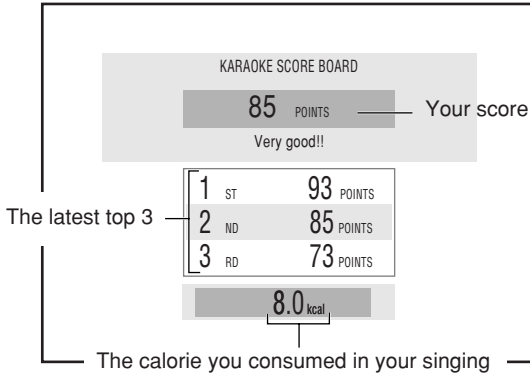 KARAOKE SCORE BOARD
85 POINTS
Your score
Very good!!
The latest top 3
1 ST 93 POINTS
2 ND 85 POINTS
3 RD 73 POINTS
8.0 kcal
The calorie you consumed in your singing